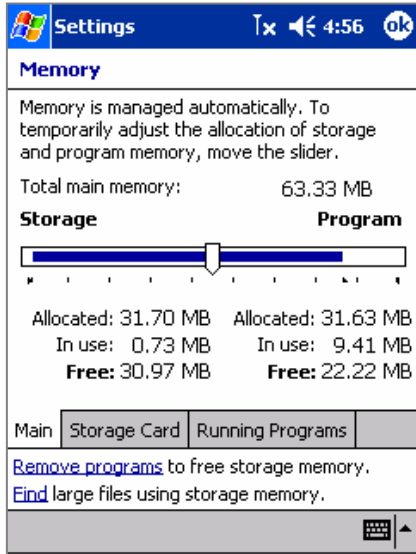 Settings 4:56 ok
Memory
Memory is managed automatically. To
temporarily adjust the allocation of storage
and program memory, move the slider.
Total main memory: 63.33 MB
Storage Program
Allocated: 31.70 MB Allocated: 31.63 MB
In use: 0.73 MB In use: 9.41 MB
Free: 30.97 MB Free: 22.22 MB
Main Storage Card Running Programs
Remove programs to free storage memory.
Find large files using storage memory.